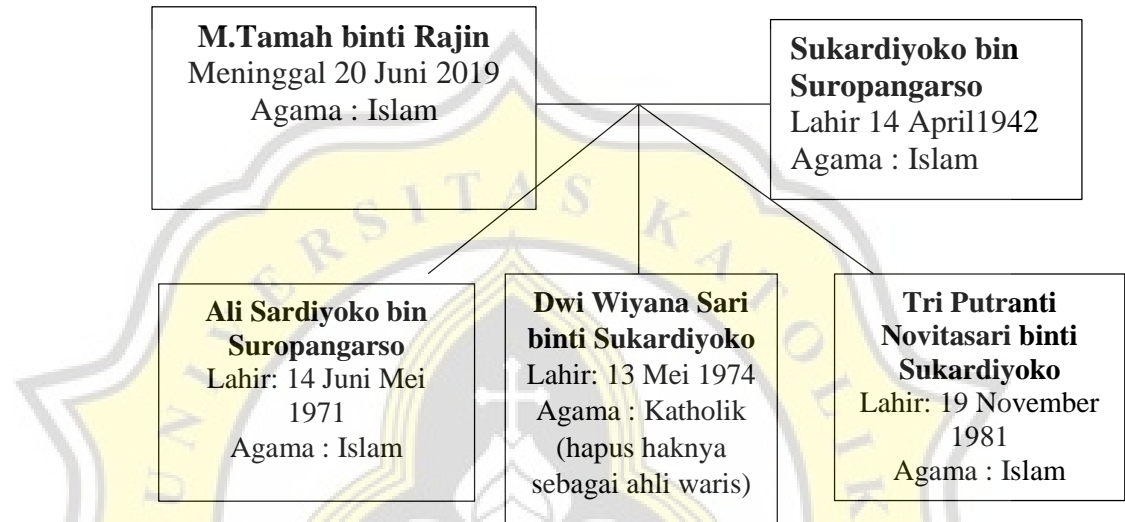 M.Tamah binti Rajin
Meninggal 20 Juni 2019
Agama : Islam
Sukardiyoko bin
Suropangarso
Lahir 14 April1942
Agama : Islam
Ali Sardiyoko bin
Suropangarso
Lahir: 14 Juni Mei
1971
Agama : Islam
Dwi Wiyana Sari
binti Sukardiyoko
Lahir: 13 Mei 1974
Agama : Katholik
(hapus haknya
sebagai ahli waris)
Tri Putranti
Novitasari binti
Sukardiyoko
Lahir: 19 November
1981
Agama : Islam
UNIVERSITAS KATOLIK